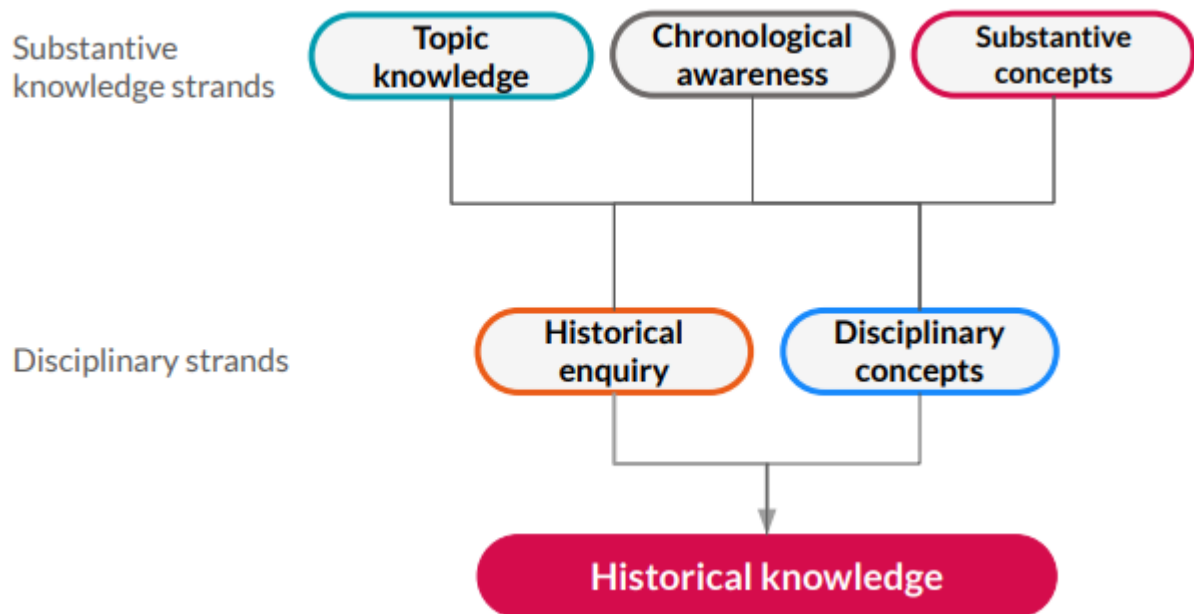 Substantive
knowledge strands
Topic
knowledge
Chronological
awareness
Substantive
concepts
Disciplinary strands
Historical
enquiry
Disciplinary
concepts
Historical knowledge